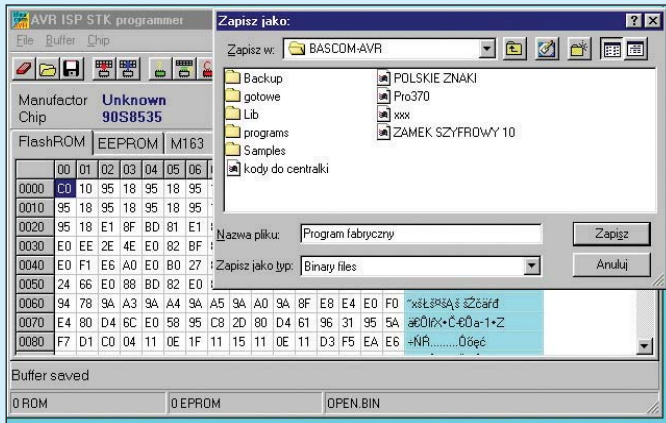 AVR ISP STK programmer
File Buffer Chip
Manufactor Unknown
Chip 90S8535
FlashROM EEPROM M163
00 01 02 03 04 05 06
0000 C0 10 95 18 95 18 95
0010 95 18 95 18 95 18 95
0020 95 18 E1 8F BD 81 E1
0030 E0 EE 2E 4E E0 82 BF
0040 E0 F1 E6 A0 E0 B0 27
0050 24 66 E0 88 BD 82 E0
0060 94 78 9A A3 9A A4 9A A5 9A A0 9A 8F E8 E4 E0 F0
0070 E4 80 D4 6C E0 58 95 C8 2D 80 D4 61 96 31 95 5A
0080 F7 D1 C0 04 11 0E 1F 11 15 11 0E 11 D3 F5 EA E6
Buffer saved
0 ROM 0 EPROM OPEN.BIN
Zapisz jako:
Zapisz w: BASCOM-AVR
Backup
gotowe
Lib
programs
Samples
kody do centralki
POLSKIE ZNAKI
Pro370
xxx
ZAMEK SZYFROWY 10
Nazwa pliku: Program fabryczny Zapisz
Zapisz jako typ: Binary files Anuluj